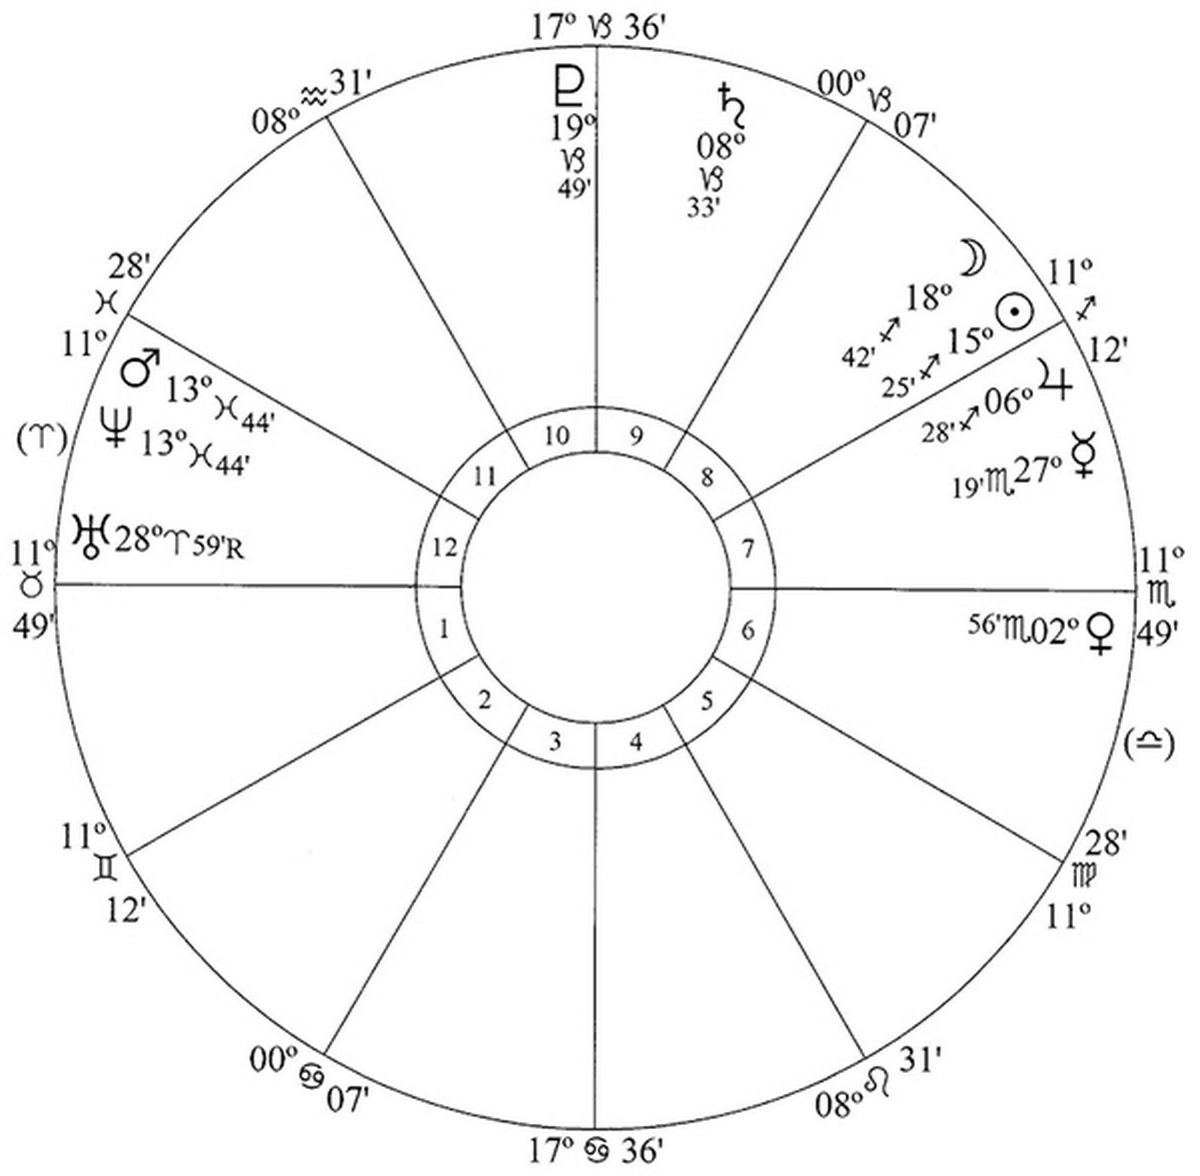 17º ♑ 36'
00º ♑ 07'
11º ♐ 12'
11º ♏ 49'
(♎)
28' ♍ 11º
31' ♌ 08º
17º ♋ 36'
00º ♋ 07'
11º ♊ 12'
11º ♉ 49'
(♈)
28' ♓ 11º
08º ♒ 31'
♇ 19º ♑ 49'
♄ 08º ♑ 33'
☽ 18º ♐ 42'
☉ 15º ♐ 25'
♃ 06º ♐ 28'
☿ 27º ♏ 19'
56' ♏ 02º ♀
♂ 13º ♓ 44'
♆ 13º ♓ 44'
♅ 28º ♈ 59'R
10
9
11
8
12
7
1
6
2
5
3
4